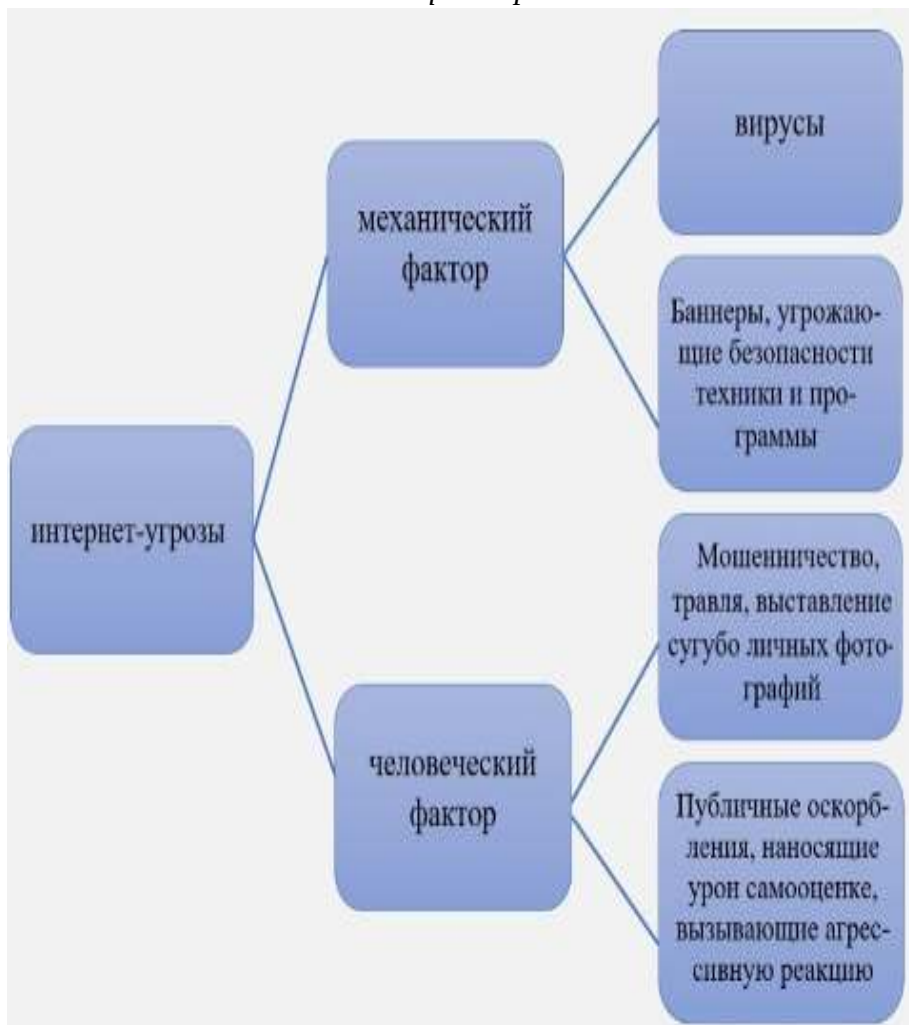 интернет-угрозы
механический
фактор
вирусы
Баннеры, угрожаю-
щие безопасности
техники и про-
граммы
человеческий
фактор
Мошенничество,
травля, выставление
сугубо личных фото-
графий
Публичные оскорб-
ления, наносящие
урон самооценке,
вызывающие агрес-
сивную реакцию